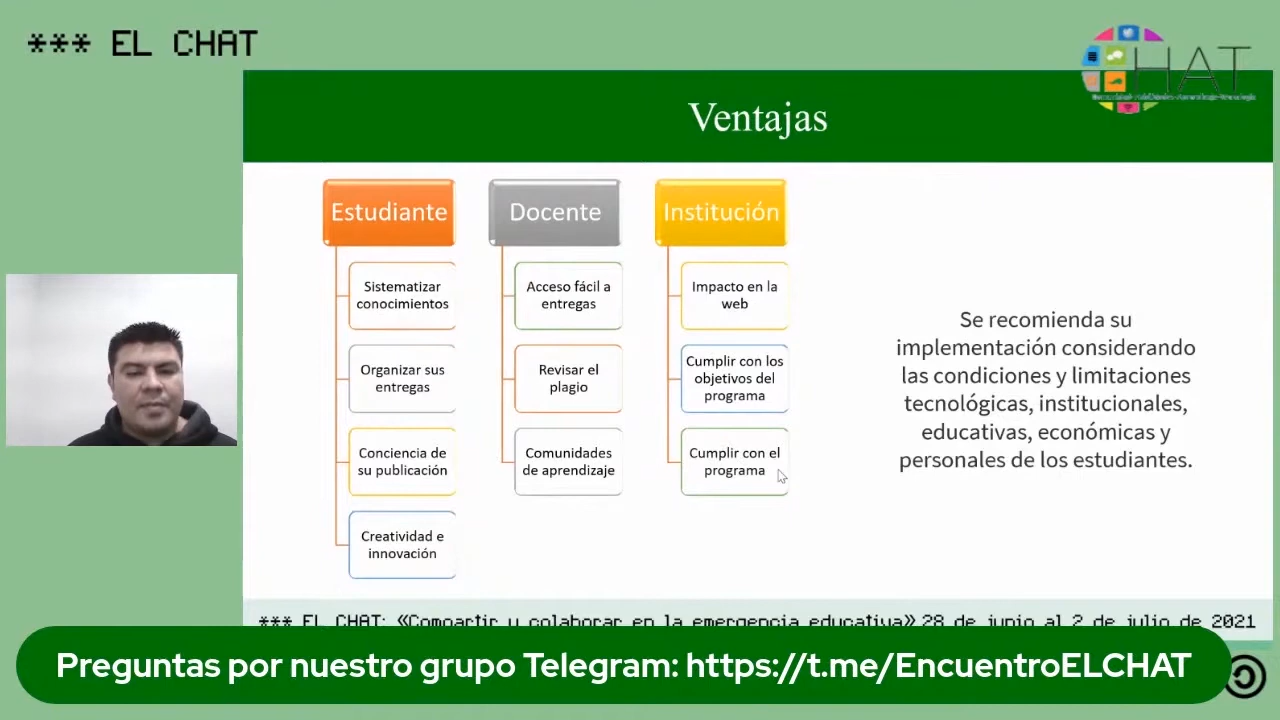 *** EL CHAT
HAT
Ventajas
Estudiante
Sistematizar
conocimientos
Organizar sus
entregas
Conciencia de
su publicación
Creatividad e
innovación
Docente
Acceso fácil a
entregas
Revisar el
plagio
Comunidades
de aprendizaje
Institución
Impacto en la
web
Cumplir con los
objetivos del
programa
Cumplir con el
programa
Se recomienda su
implementación considerando
las condiciones y limitaciones
tecnológicas, institucionales,
educativas, económicas y
personales de los estudiantes.
*** EL CHAT: «Compartir y colaborar en la emergencia educativa» 28 de junio al 2 de julio de 2021
Preguntas por nuestro grupo Telegram: https://t.me/EncuentroELCHAT